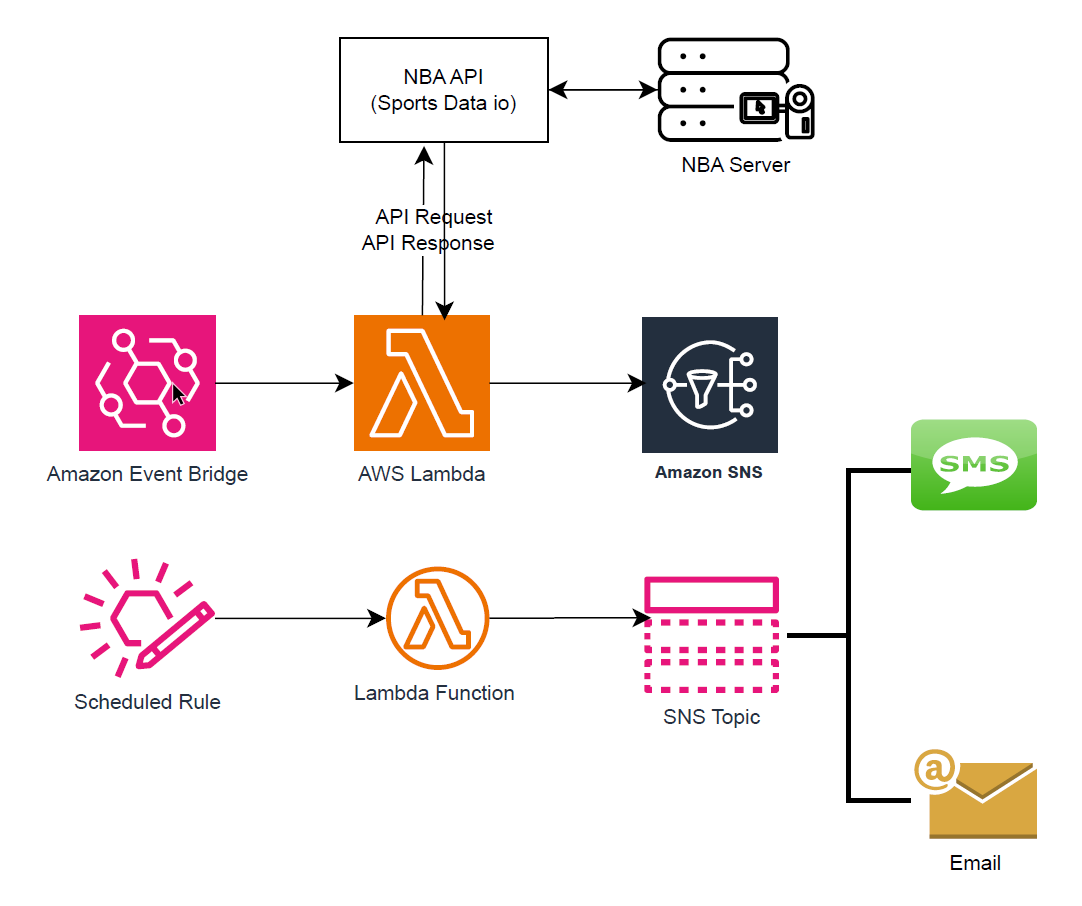 NBA API
(Sports Data io)
NBA Server
API Request
API Response
Amazon Event Bridge
AWS Lambda
Amazon SNS
SMS
Scheduled Rule
Lambda Function
SNS Topic
@
Email